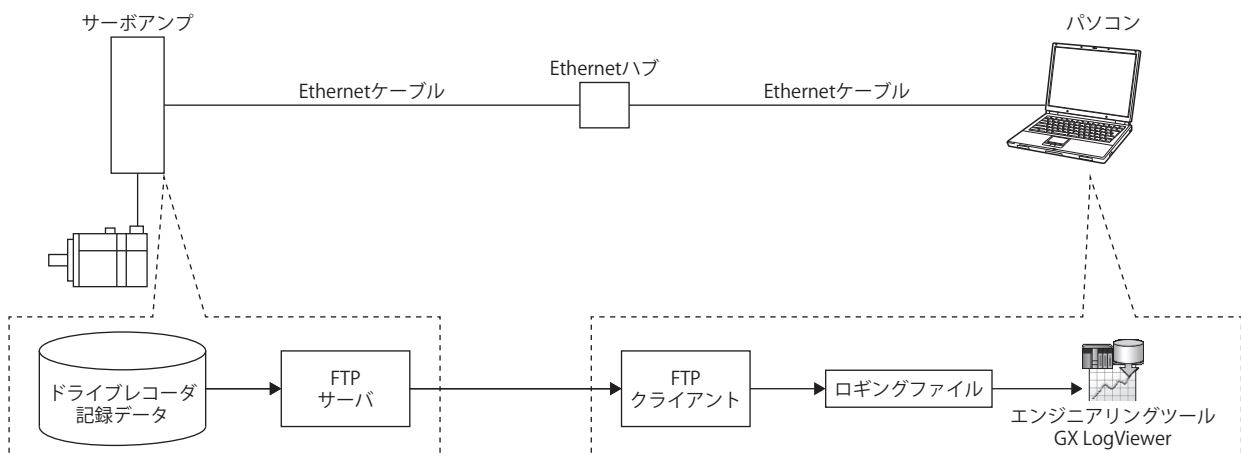 サーボアンプ
パソコン
Ethernetハブ
Ethernetケーブル
Ethernetケーブル
ドライブレコーダ
記録データ
FTP
サーバ
FTP
クライアント
ロギングファイル
エンジニアリングツール
GX LogViewer